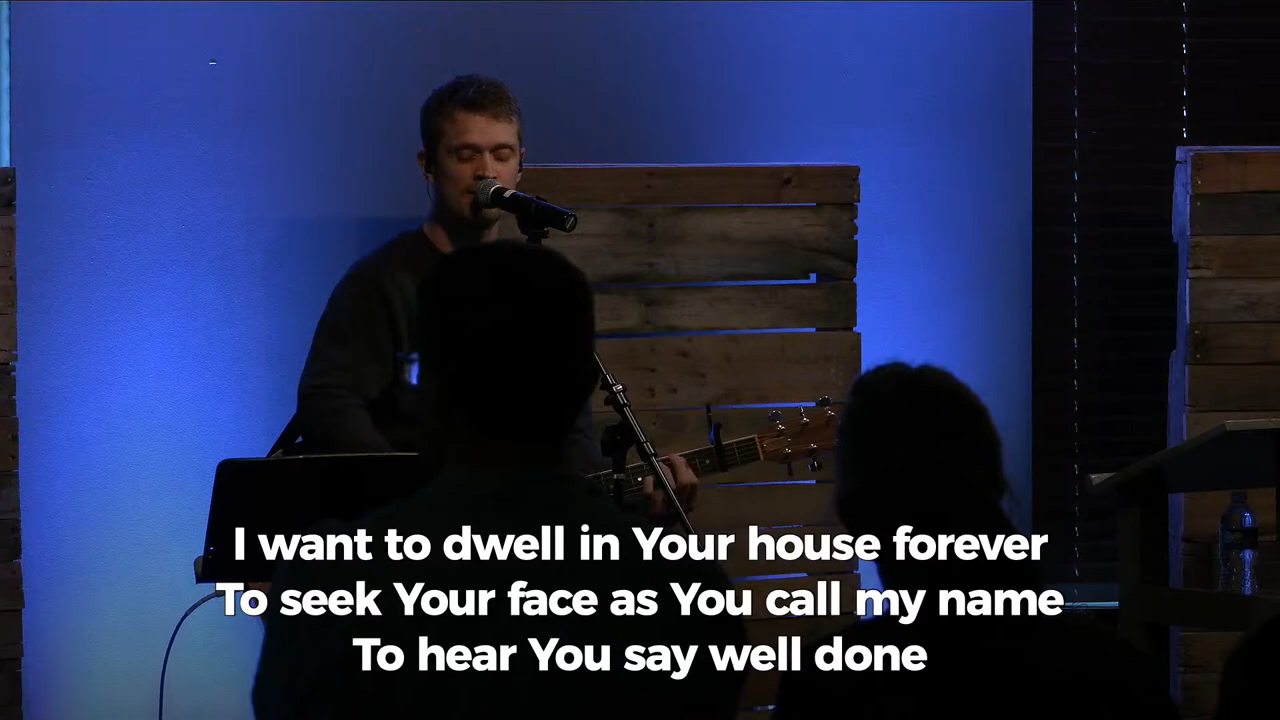 I want to dwell in Your house forever
To seek Your face as You call my name
To hear You say well done